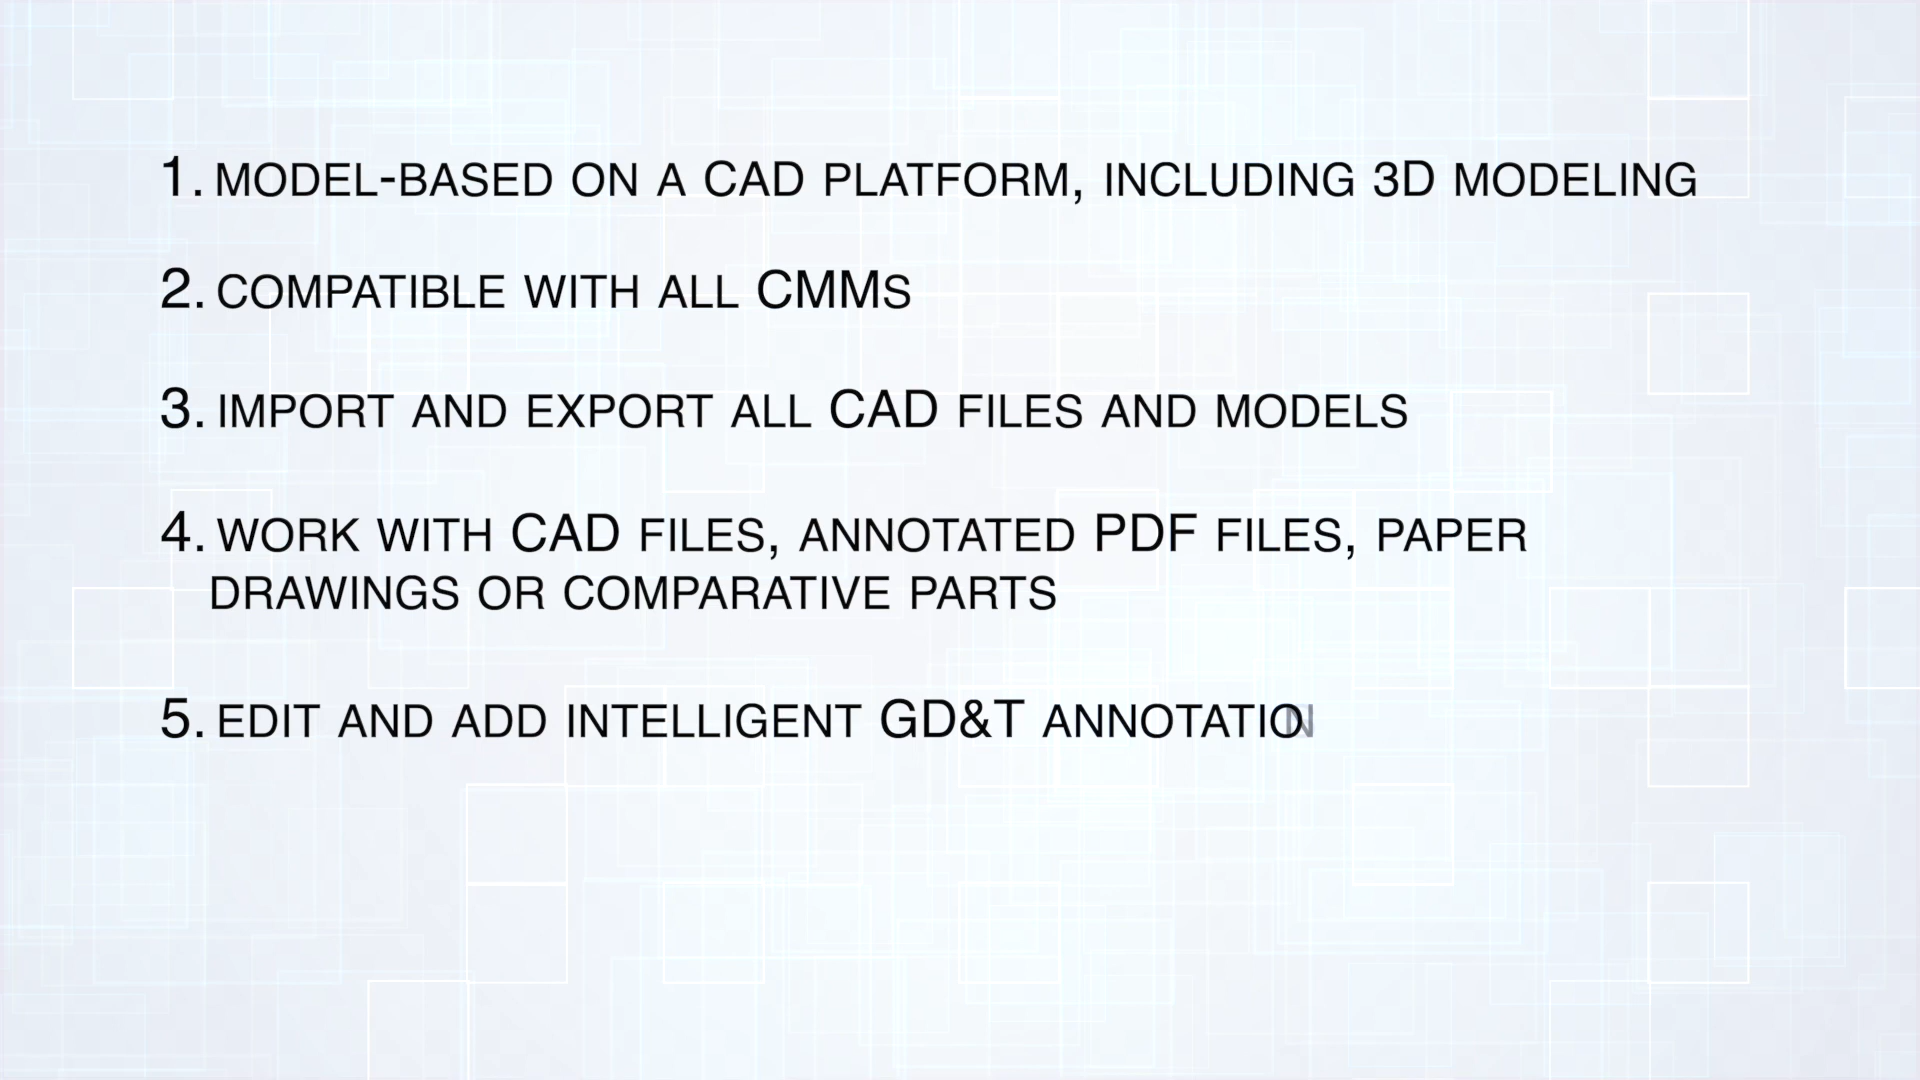 1. MODEL-BASED ON A CAD PLATFORM, INCLUDING 3D MODELING
2. COMPATIBLE WITH ALL CMMS
3. IMPORT AND EXPORT ALL CAD FILES AND MODELS
4. WORK WITH CAD FILES, ANNOTATED PDF FILES, PAPER
DRAWINGS OR COMPARATIVE PARTS
5. EDIT AND ADD INTELLIGENT GD&T ANNOTATION